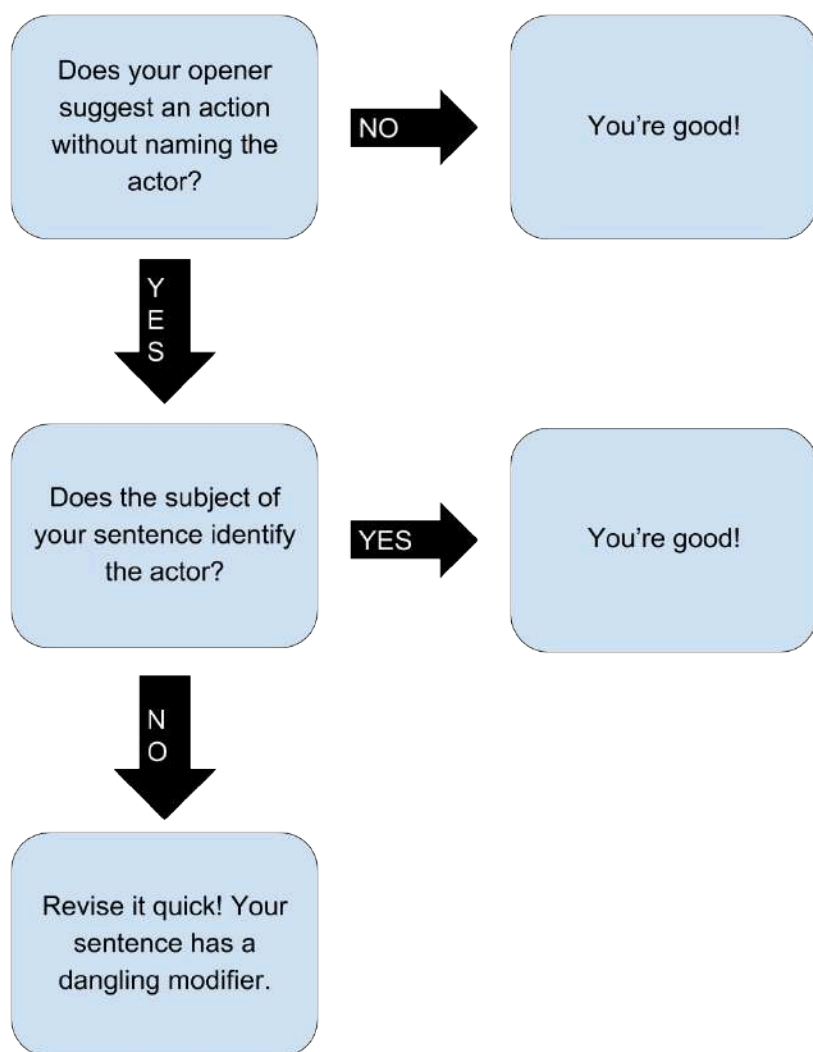 Does your opener
suggest an action
without naming the
actor?
NO
You’re good!
Y
E
S
Does the subject of
your sentence identify
the actor?
YES
You’re good!
N
O
Revise it quick! Your
sentence has a
dangling modifier.